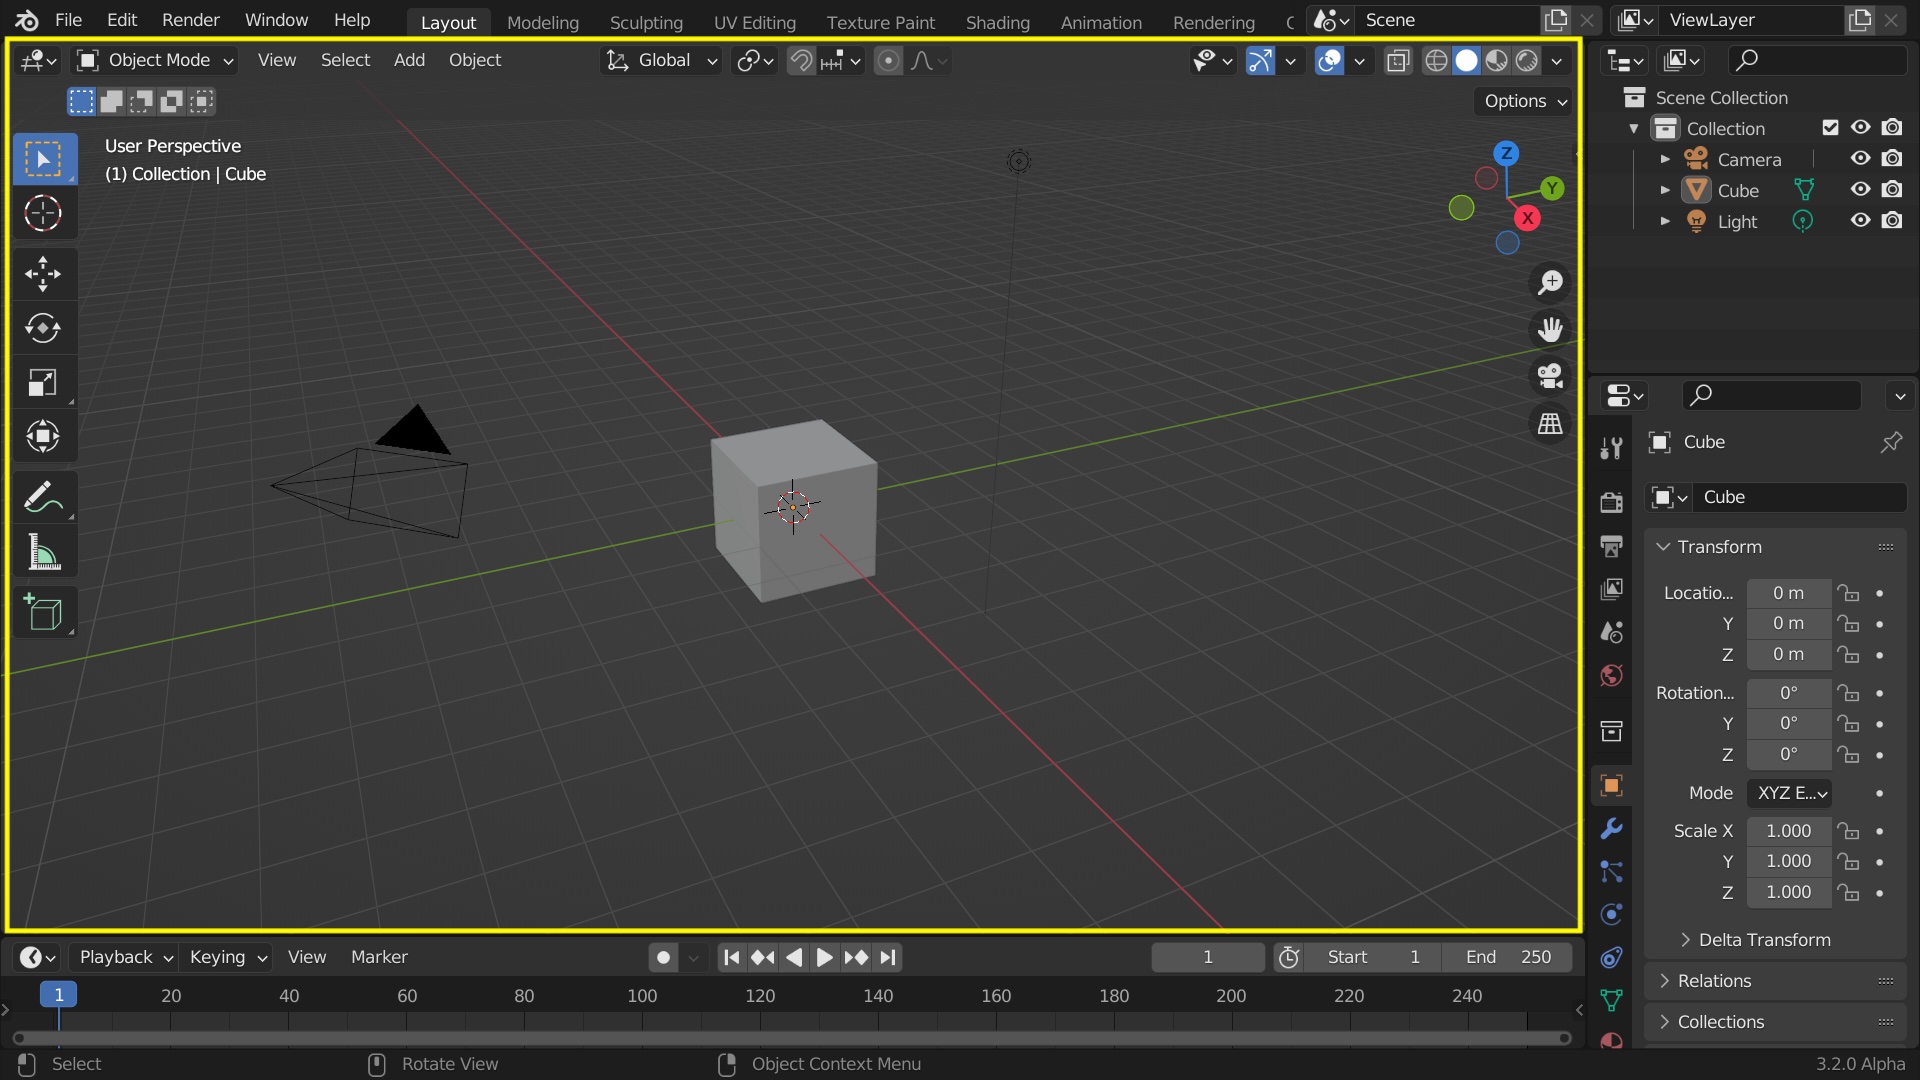 File Edit Render Window Help Layout Modeling Sculpting UV Editing Texture Paint Shading Animation Rendering Scene ViewLayer
Object Mode View Select Add Object Global
Options
User Perspective
(1) Collection | Cube
Z
Y
X
Scene Collection
Collection
Camera
Cube
Light
Cube
Cube
Transform
Locatio... 0 m
Y 0 m
Z 0 m
Rotation... 0°
Y 0°
Z 0°
Mode XYZ E...
Scale X 1.000
Y 1.000
Z 1.000
Delta Transform
Relations
Collections
Playback Keying View Marker 1 Start 1 End 250
1 20 40 60 80 100 120 140 160 180 200 220 240
Select Rotate View Object Context Menu 3.2.0 Alpha